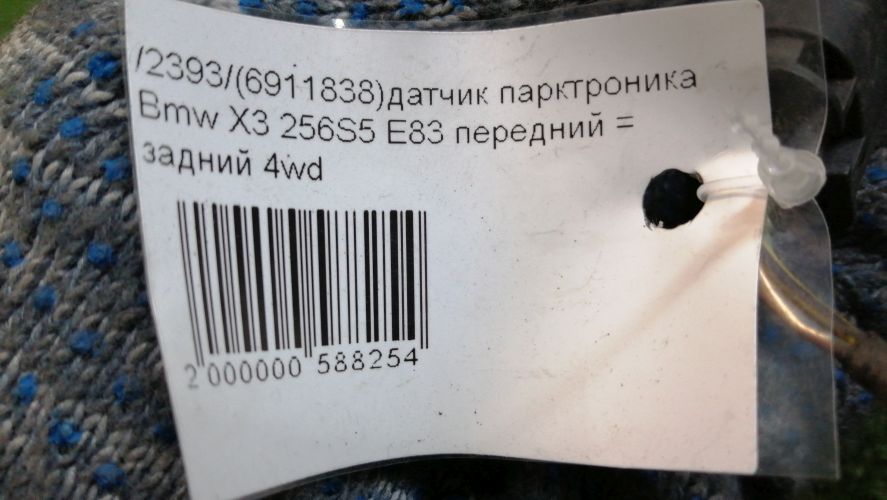 /2393/(6911838)датчик парктроника
Bmw X3 256S5 E83 передний =
задний 4wd
2 000000 588254